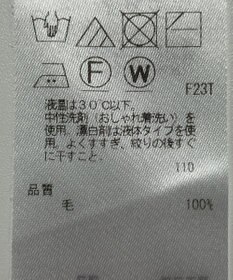 F W
F23T
液温は30℃以下。
中性洗剤（おしゃれ着洗い）を
使用。漂白剤は液体タイプを使
用。よくすすぎ、絞りの後すぐ
に干すこと。
110
品質
毛 100%